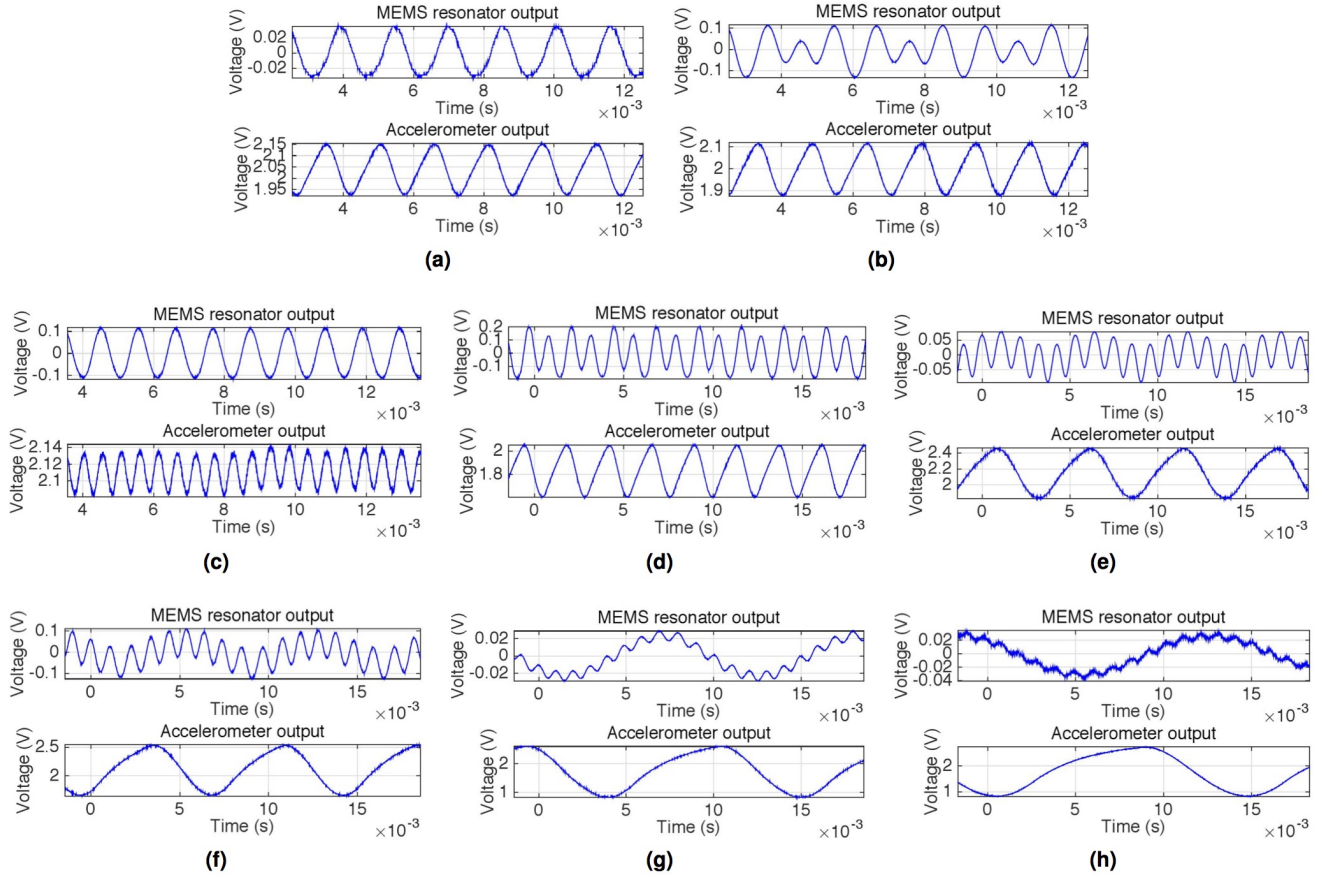 MEMS resonator output
Voltage (V)
0.02
0
-0.02
4 6 8 10 12
Time (s)
×10-3
Accelerometer output
Voltage (V)
2.15
2.1
2.05
2
1.95
4 6 8 10 12
Time (s)
×10-3
(a)
MEMS resonator output
Voltage (V)
0.1
0
-0.1
4 6 8 10 12
Time (s)
×10-3
Accelerometer output
Voltage (V)
2.1
2
1.9
4 6 8 10 12
Time (s)
×10-3
(b)
MEMS resonator output
Voltage (V)
0.1
0
-0.1
4 6 8 10 12
Time (s)
×10-3
Accelerometer output
Voltage (V)
2.14
2.12
2.1
4 6 8 10 12
Time (s)
×10-3
(c)
MEMS resonator output
Voltage (V)
0.2
0.1
0
-0.1
0 5 10 15
Time (s)
×10-3
Accelerometer output
Voltage (V)
2
1.8
0 5 10 15
Time (s)
×10-3
(d)
MEMS resonator output
Voltage (V)
0.05
0
-0.05
0 5 10 15
Time (s)
×10-3
Accelerometer output
Voltage (V)
2.4
2.2
2
0 5 10 15
Time (s)
×10-3
(e)
MEMS resonator output
Voltage (V)
0.1
0
-0.1
0 5 10 15
Time (s)
×10-3
Accelerometer output
Voltage (V)
2.5
2
0 5 10 15
Time (s)
×10-3
(f)
MEMS resonator output
Voltage (V)
0.02
0
-0.02
0 5 10 15
Time (s)
×10-3
Accelerometer output
Voltage (V)
2
1
0 5 10 15
Time (s)
×10-3
(g)
MEMS resonator output
Voltage (V)
0.02
0
-0.02
-0.04
0 5 10 15
Time (s)
×10-3
Accelerometer output
Voltage (V)
2
1
0 5 10 15
Time (s)
×10-3
(h)